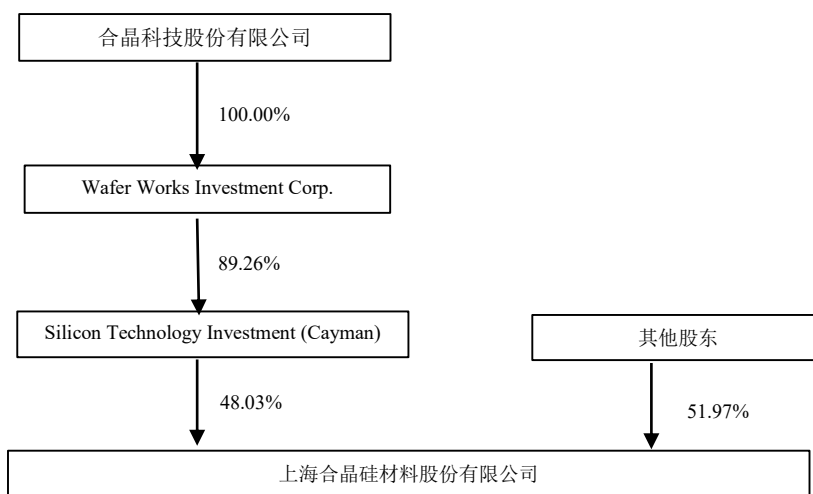 合晶科技股份有限公司
100.00%
Wafer Works Investment Corp.
89.26%
Silicon Technology Investment (Cayman)
其他股东
48.03%
51.97%
上海合晶硅材料股份有限公司